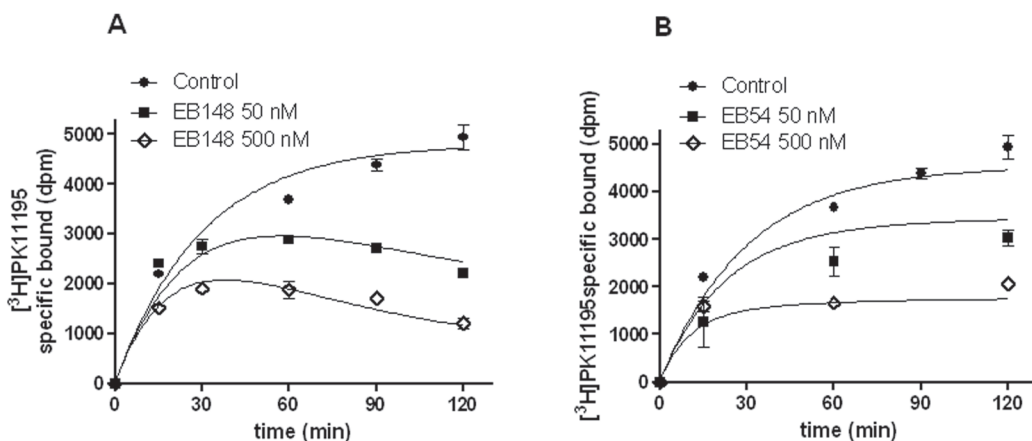 A
Control
EB148 50 nM
EB148 500 nM
[³H]PK11195
specific bound (dpm)
5000
4000
3000
2000
1000
0
0 30 60 90 120
time (min)
B
Control
EB54 50 nM
EB54 500 nM
[³H]PK11195specific bound (dpm)
5000
4000
3000
2000
1000
0
0 30 60 90 120
time (min)